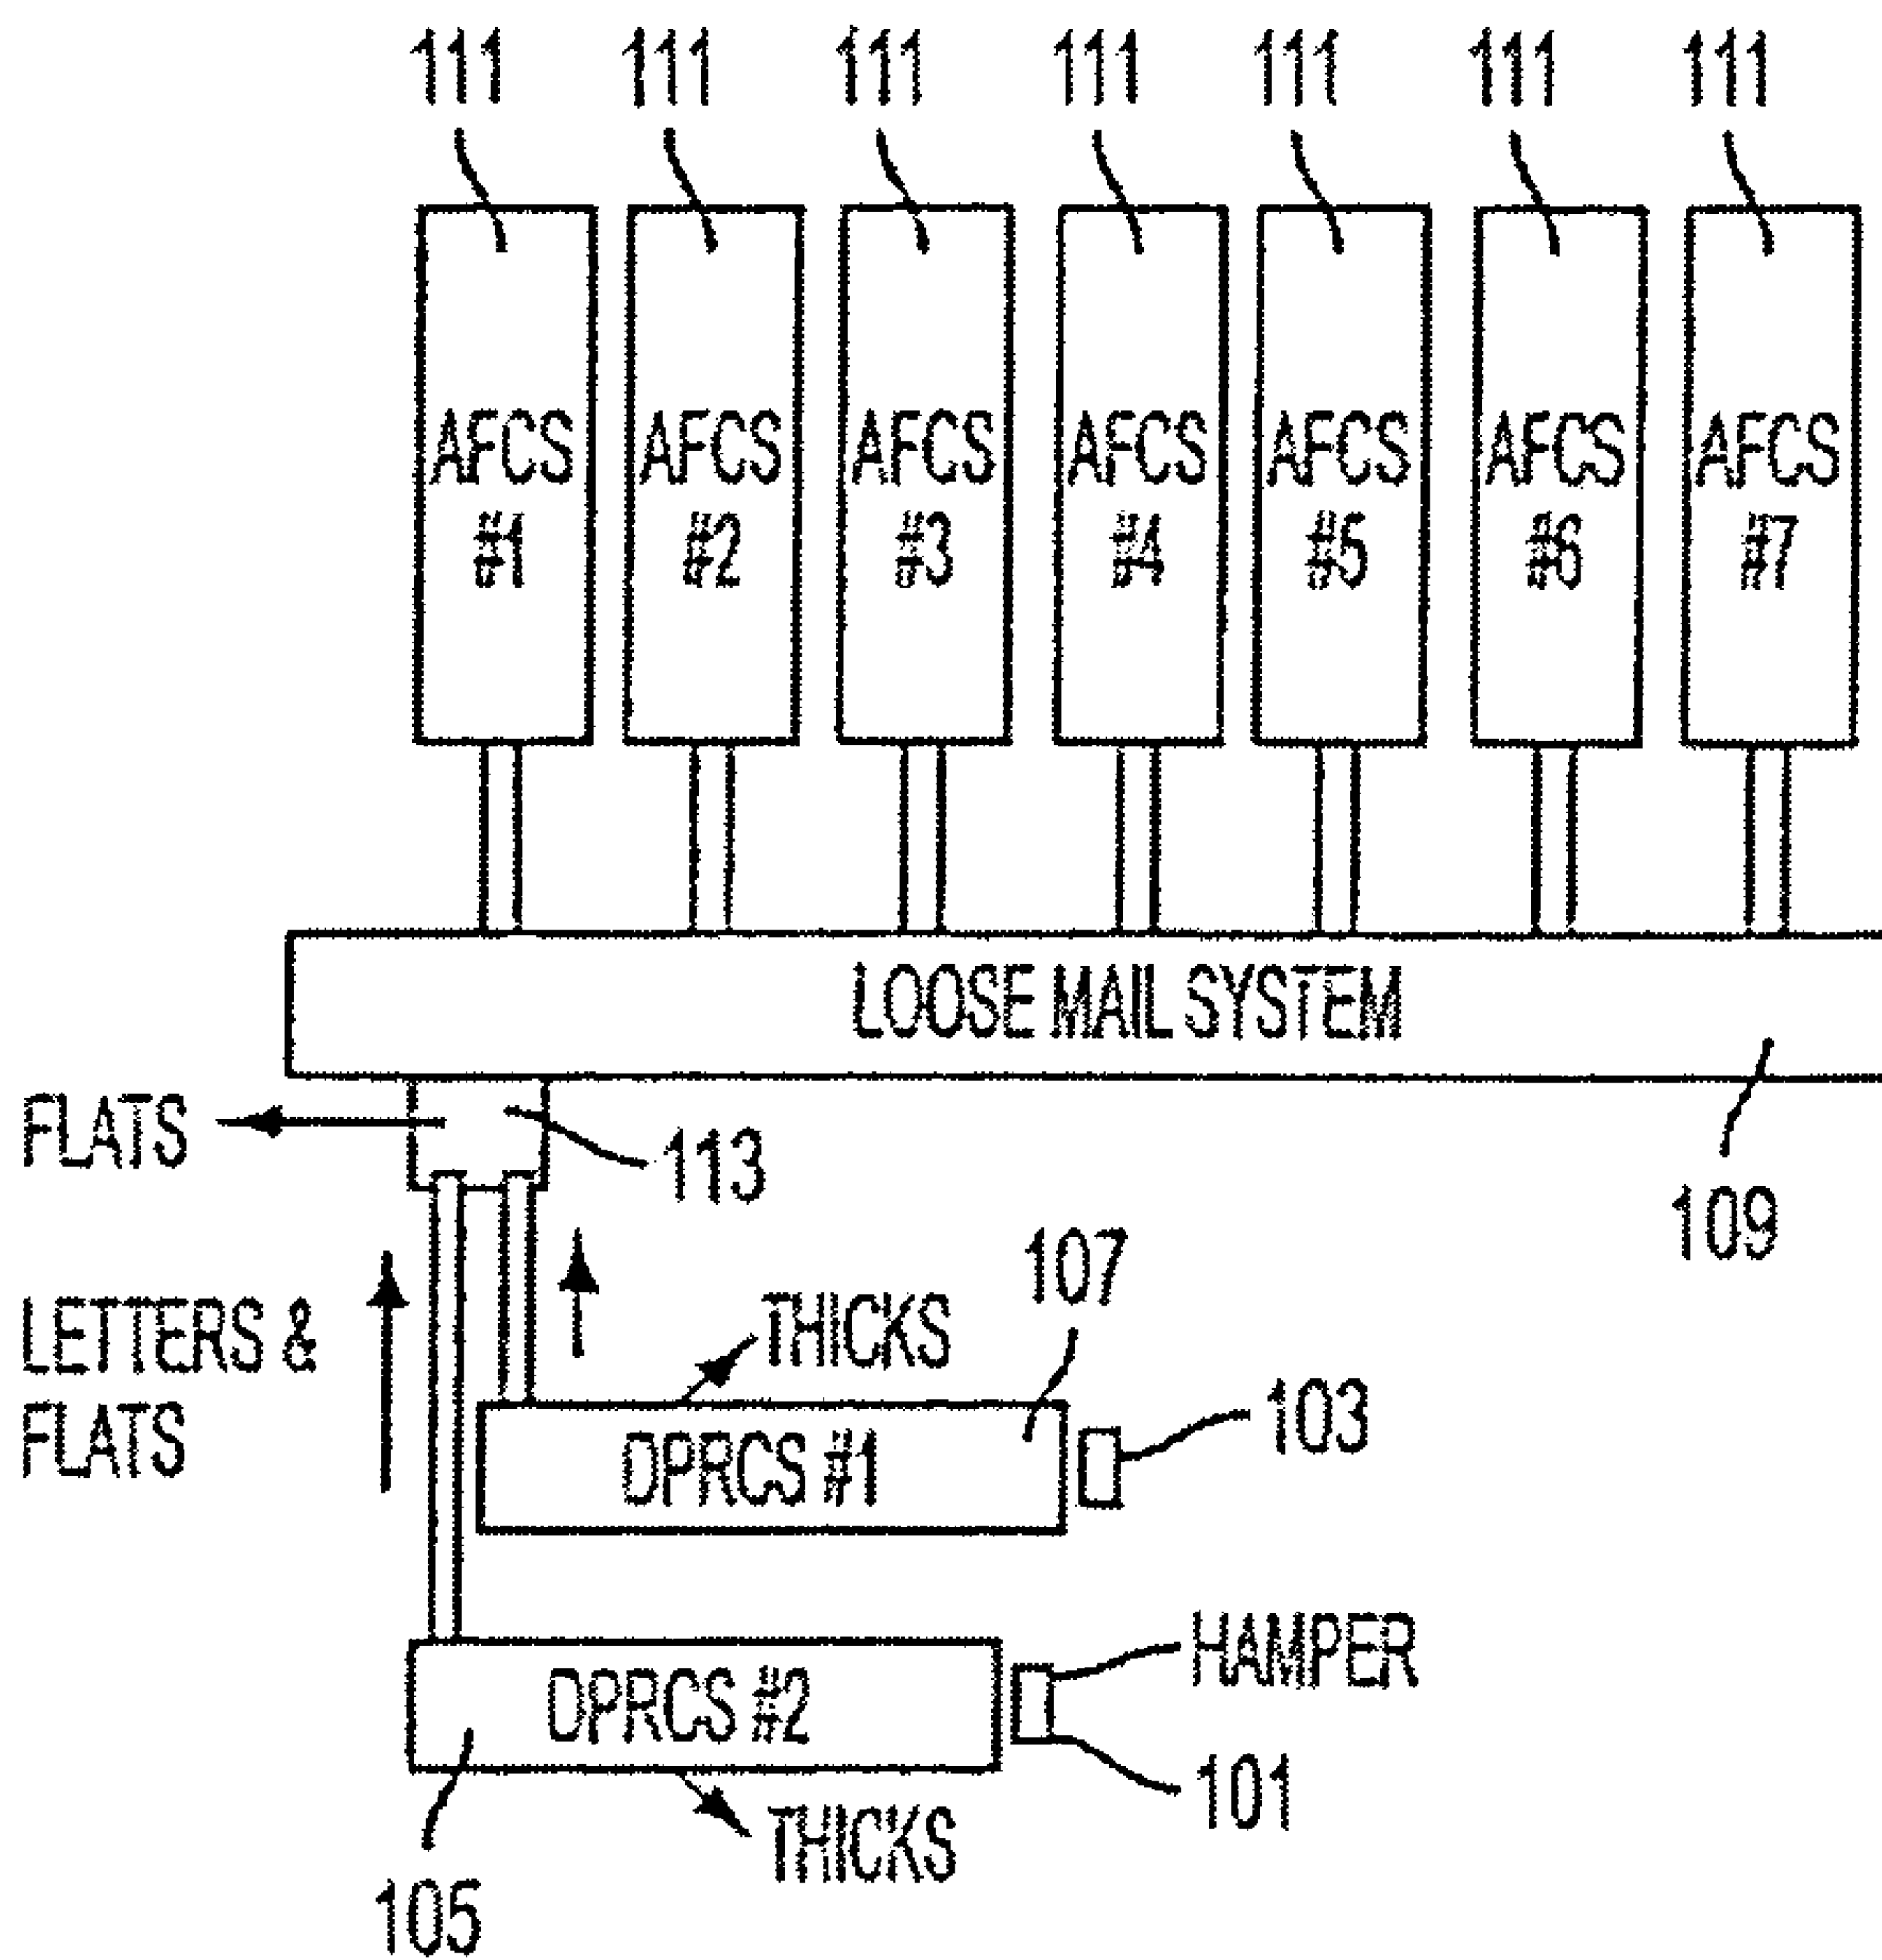 111 111 111 111 111 111 111
AFCS #1
AFCS #2
AFCS #3
AFCS #4
AFCS #5
AFCS #6
AFCS #7
LOOSE MAIL SYSTEM
109
FLATS
113
LETTERS &
FLATS
THICKS
107
DPRCS #1
103
HAMPER
DPRCS #2
101
THICKS
105